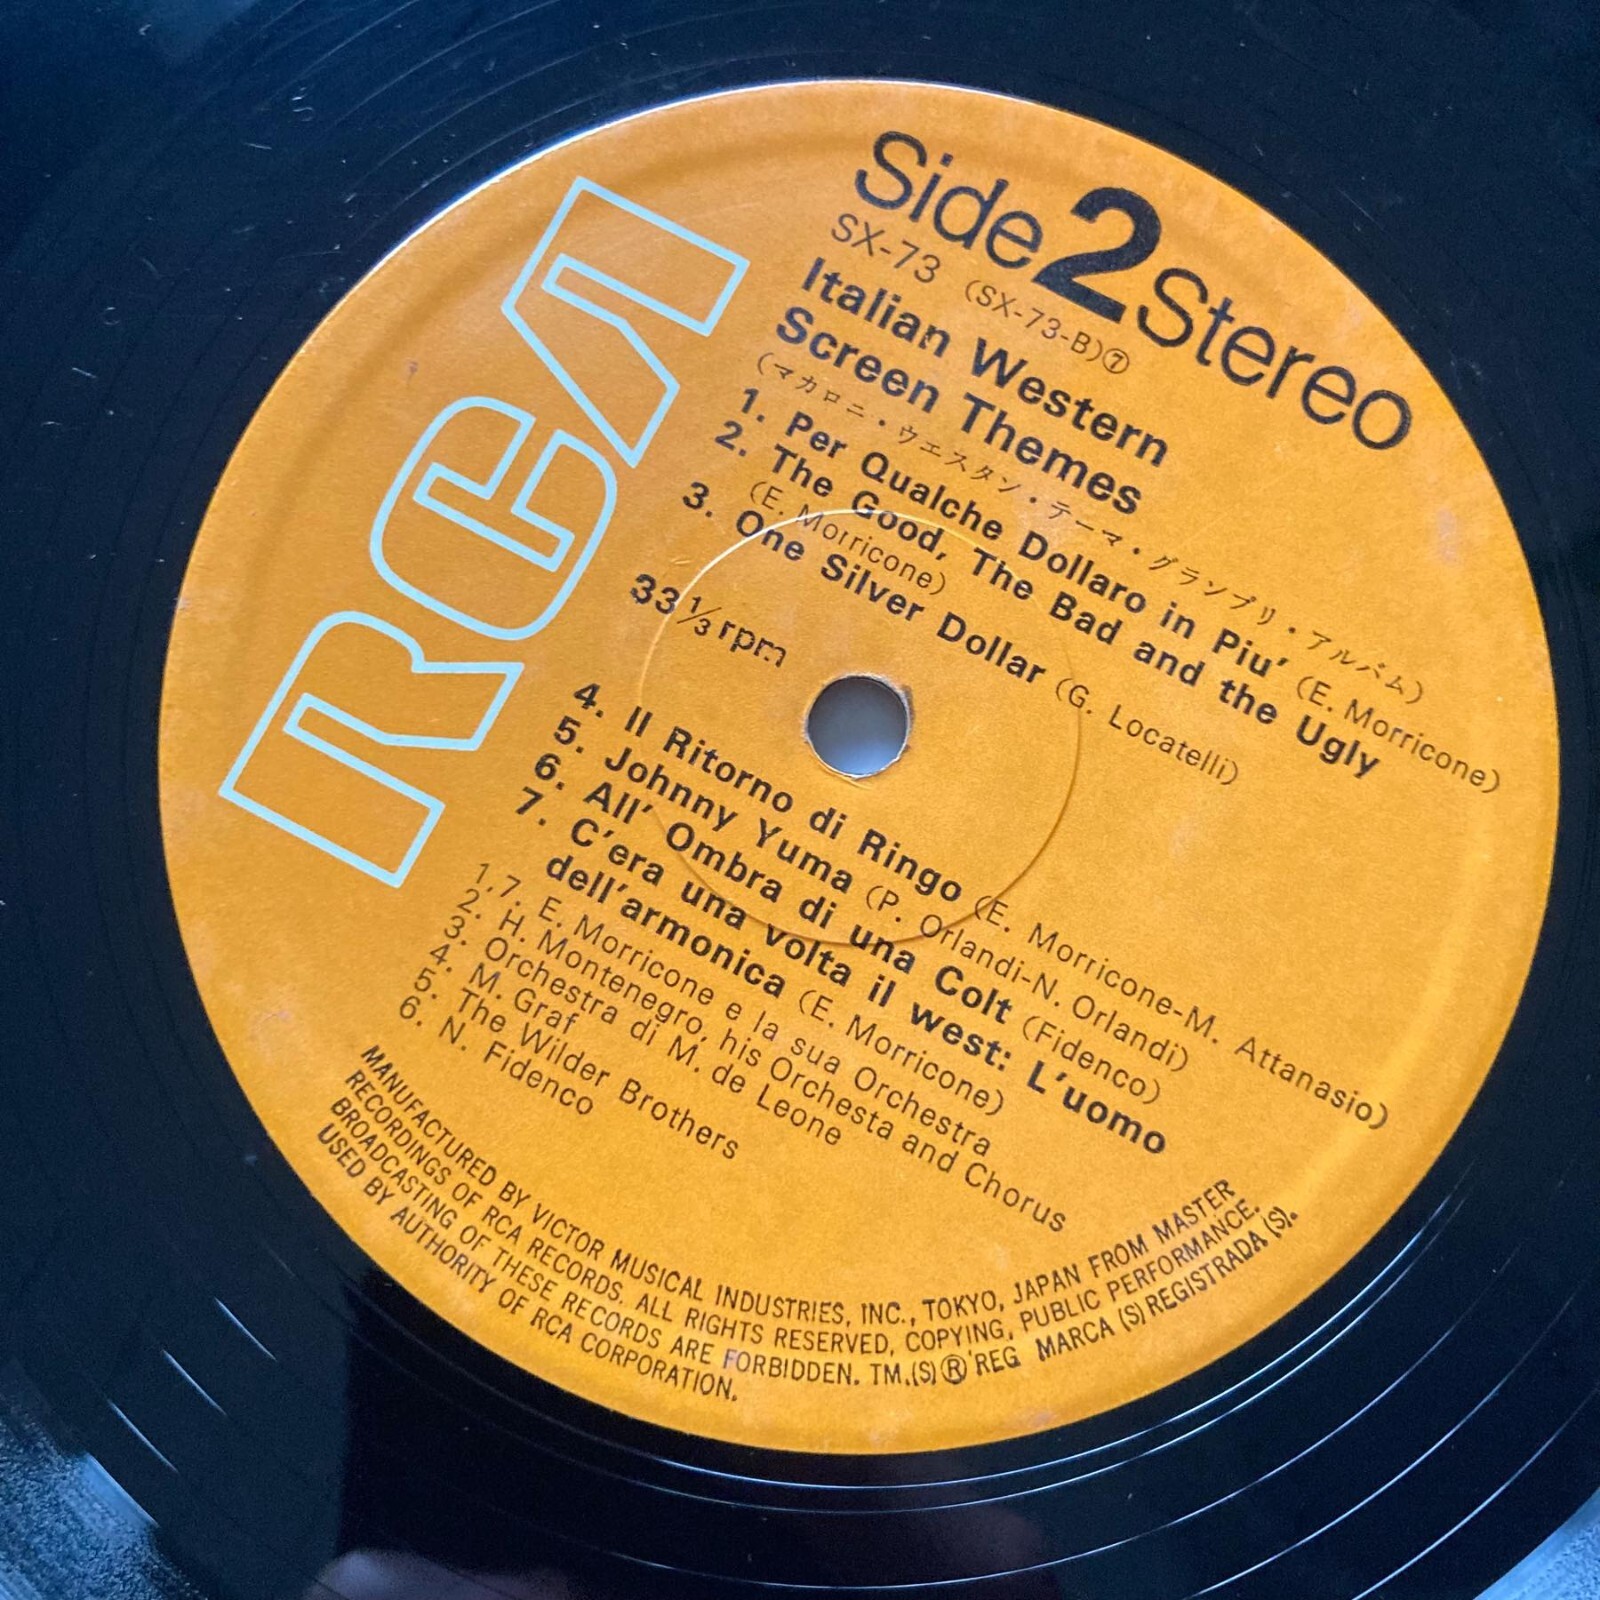 RCA
Side 2 Stereo
SX-73 (SX-73-B)⑦
Italian Western
Screen Themes
(マカロニ・ウエスタン・テーマ・グランプリ・アルバム)
1. Per Qualche Dollaro in Piu' (E. Morricone)
2. The Good, The Bad and the Ugly
(E. Morricone)
3. One Silver Dollar (G. Locatelli)
33 1/3 rpm
4. Il Ritorno di Ringo (E. Morricone-M. Attanasio)
5. Johnny Yuma (P. Orlandi-N. Orlandi)
6. All' Ombra di una Colt (Fidenco)
7. C'era una volta il west: L'uomo
dell'armonica (E. Morricone)
1,7. E. Morricone e la sua Orchestra
2. H. Montenegro, his Orchesta and Chorus
3. Orchestra di M. de Leone
4. M. Graf
5. The Wilder Brothers
6. N. Fidenco
MANUFACTURED BY VICTOR MUSICAL INDUSTRIES, INC., TOKYO, JAPAN FROM MASTER
RECORDINGS OF RCA RECORDS. ALL RIGHTS RESERVED, COPYING, PUBLIC PERFORMANCE.
BROADCASTING OF THESE RECORDS ARE FORBIDDEN. TM.(S) ® REG MARCA (S) REGISTRADA (S).
USED BY AUTHORITY OF RCA CORPORATION.